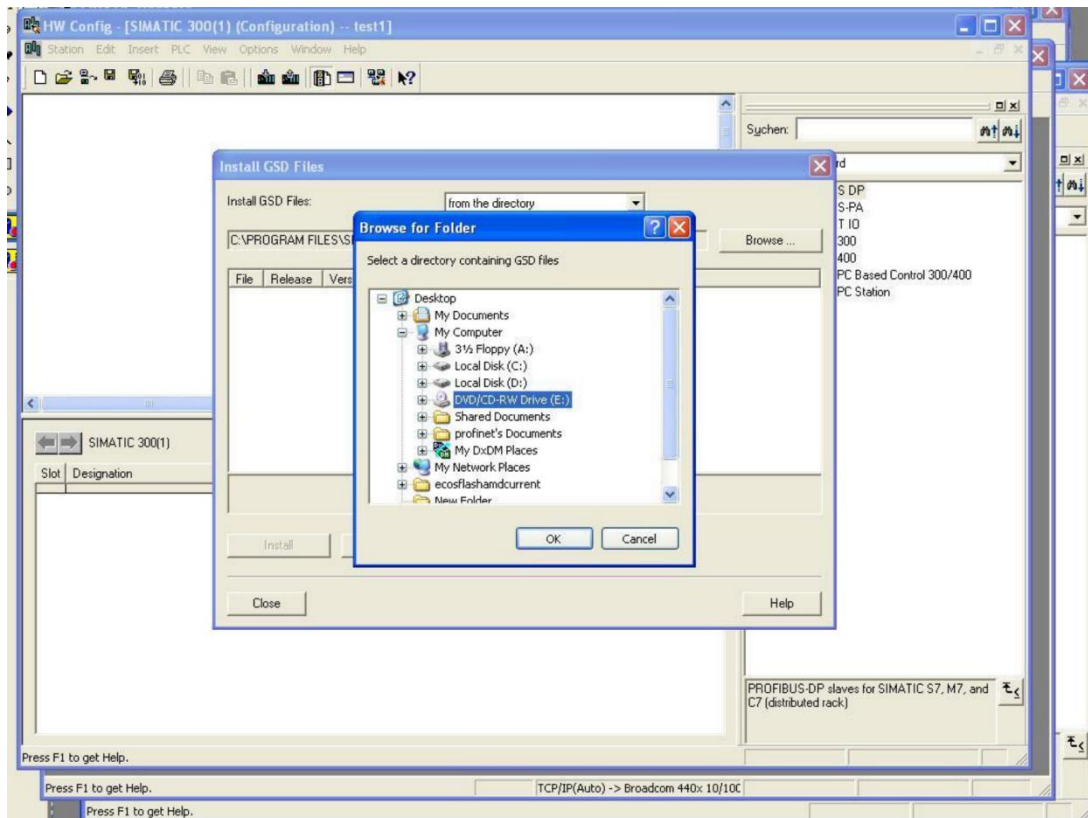 HW Config - [SIMATIC 300(1) (Configuration) -- test1]
Station Edit Insert PLC View Options Window Help
Suchen:
Install GSD Files
rd
Install GSD Files:
from the directory
S DP
S-PA
T IO
300
400
PC Based Control 300/400
PC Station
C:\PROGRAM FILES\SI
Browse ...
File Release Vers
Browse for Folder
Select a directory containing GSD files
Desktop
My Documents
My Computer
3½ Floppy (A:)
Local Disk (C:)
Local Disk (D:)
DVD/CD-RW Drive (E:)
Shared Documents
profinet's Documents
My DxDM Places
My Network Places
ecosflashamdcurrent
New Folder
OK Cancel
SIMATIC 300(1)
Slot Designation
Install
Close Help
PROFIBUS-DP slaves for SIMATIC S7, M7, and
C7 (distributed rack)
Press F1 to get Help.
Press F1 to get Help.
TCP/IP(Auto) -> Broadcom 440x 10/100
Press F1 to get Help.